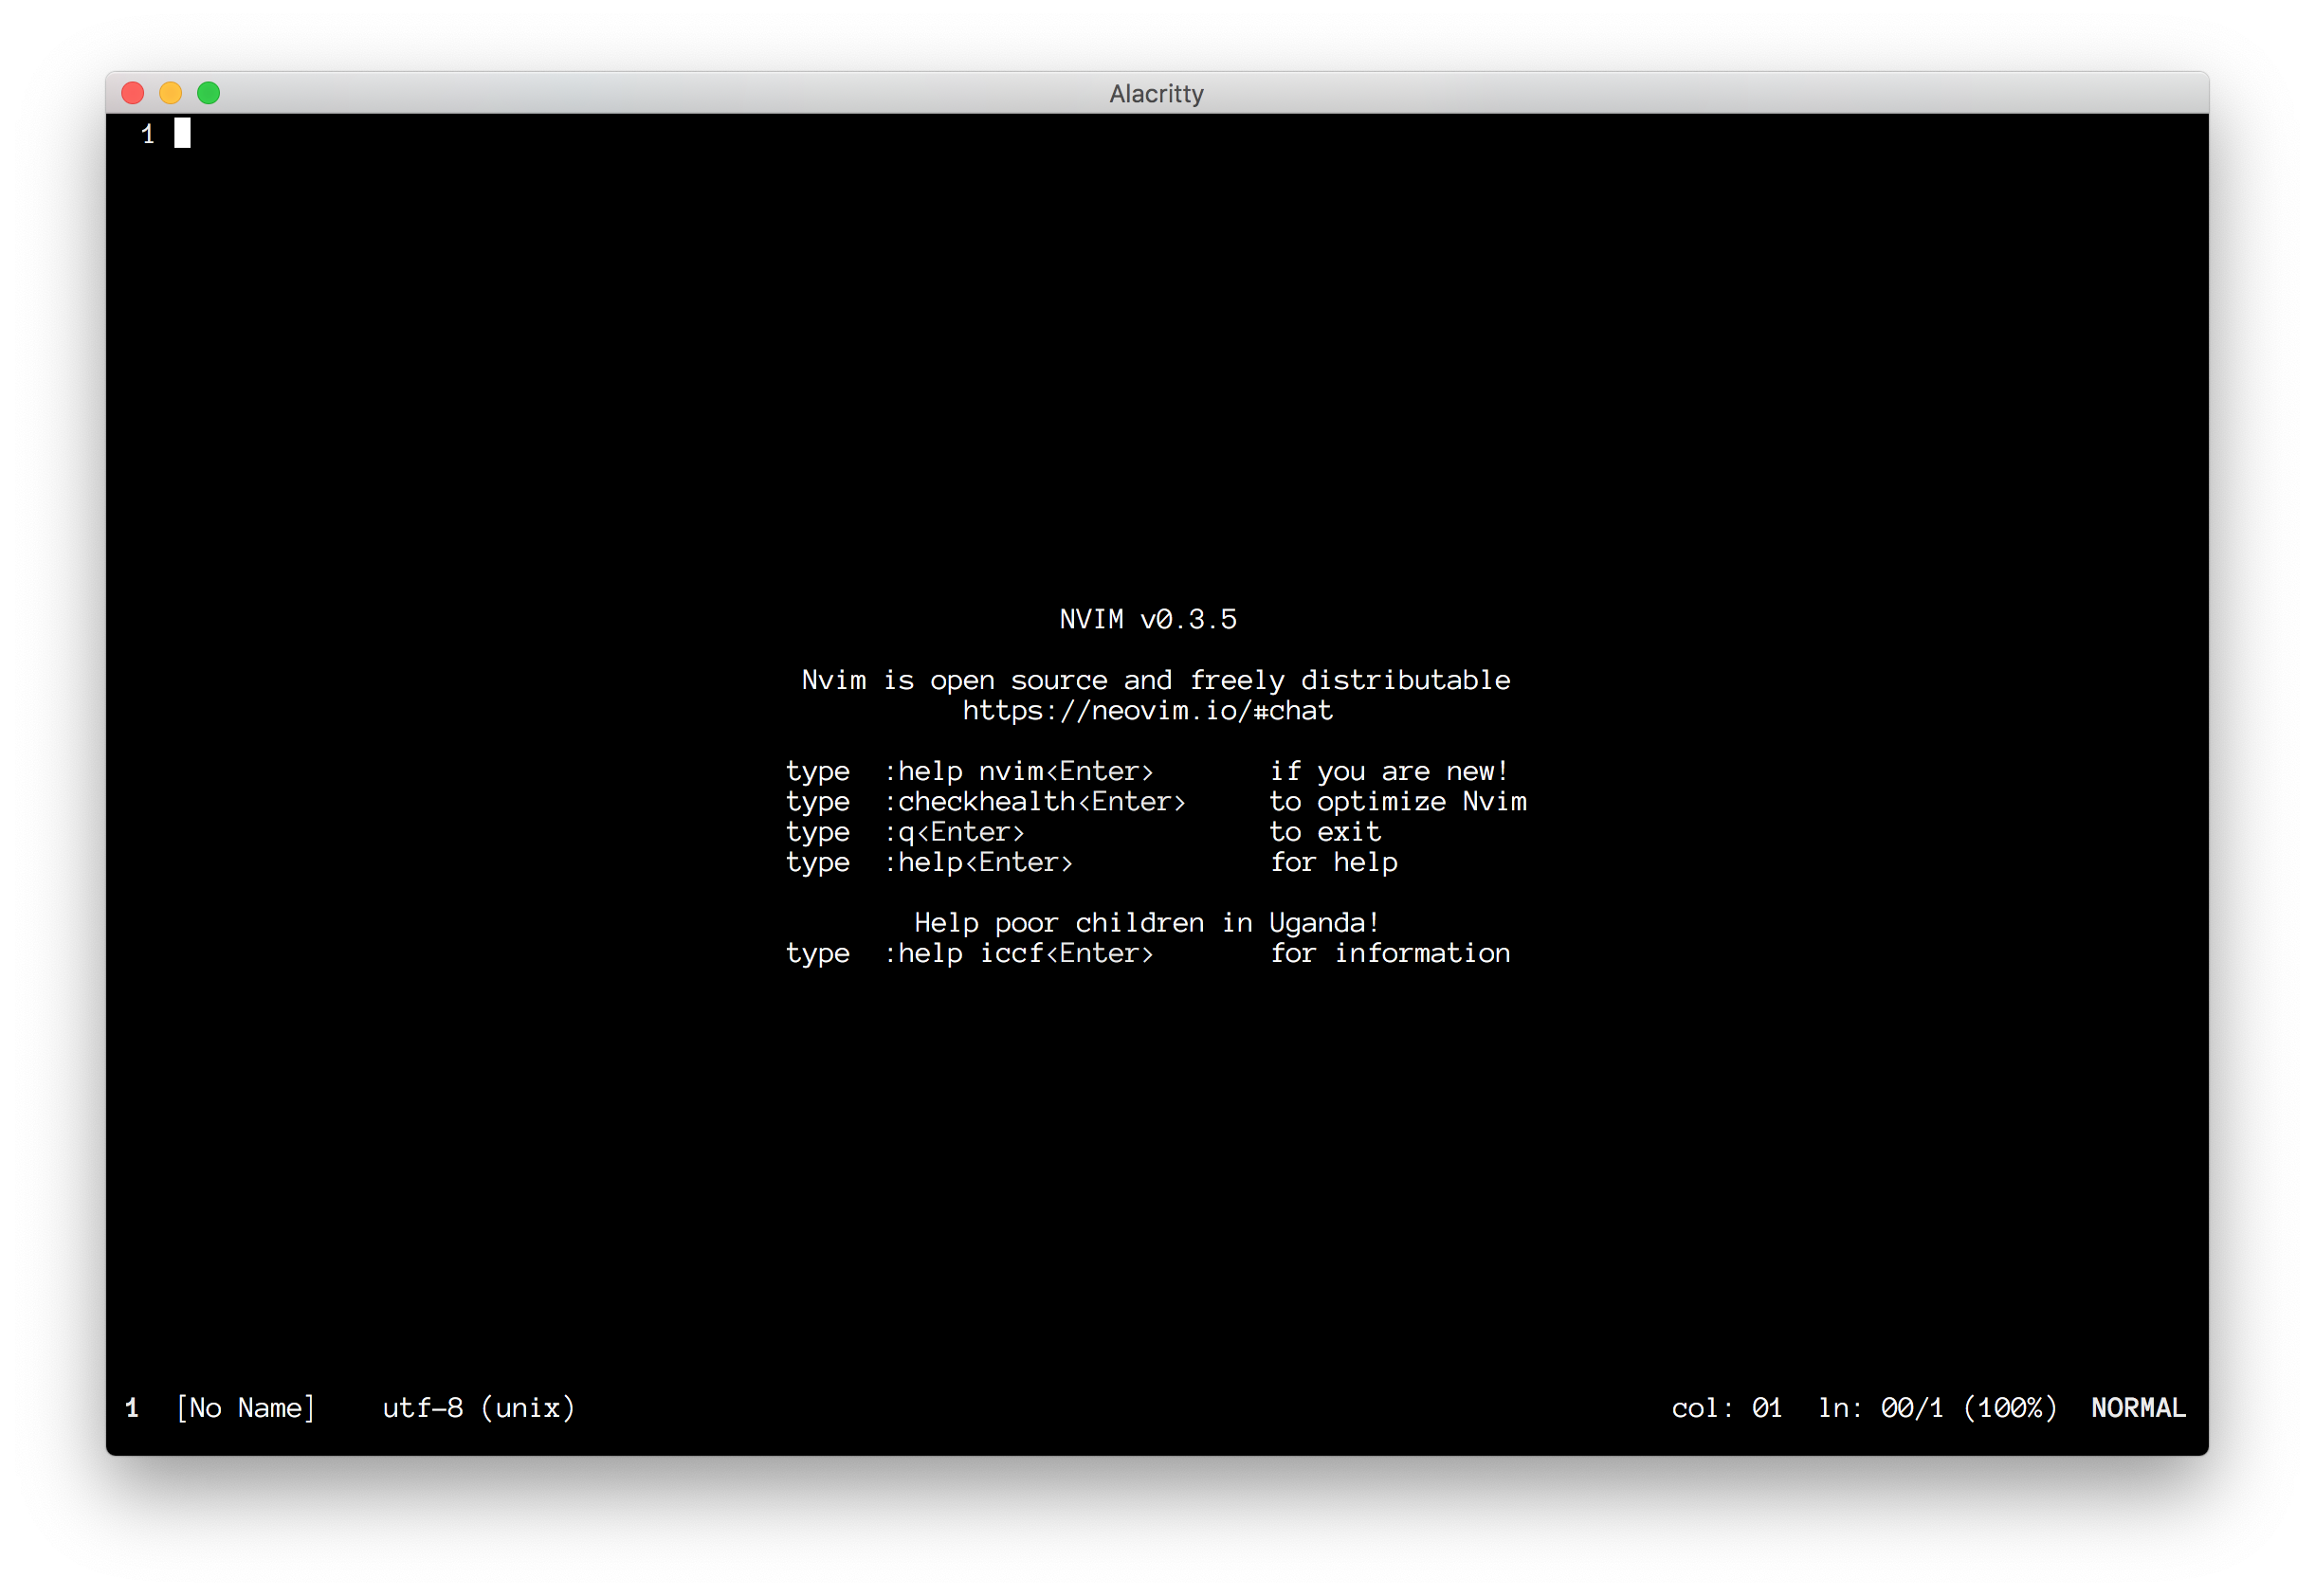 Alacritty
1
NVIM v0.3.5
Nvim is open source and freely distributable
https://neovim.io/#chat
type  :help nvim<Enter>       if you are new!
type  :checkhealth<Enter>     to optimize Nvim
type  :q<Enter>               to exit
type  :help<Enter>            for help
Help poor children in Uganda!
type  :help iccf<Enter>       for information
1  [No Name]    utf-8 (unix)    col: 01  ln: 00/1 (100%)  NORMAL